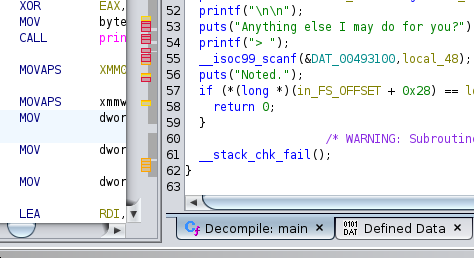 XOR EAX,
MOV byte
CALL prin
MOVAPS XMMO
MOVAPS xmmw
MOV dwor
MOV dwor
MOV dwor
LEA RDI,
52 printf("\n\n");
53 puts("Anything else I may do for you?")
54 printf("> ");
55 __isoc99_scanf(&DAT_00493100,local_48);
56 puts("Noted.");
57 if (*(long *)(in_FS_OFFSET + 0x28) == lo
58 return 0;
59 }
60 /* WARNING: Subroutine
61 __stack_chk_fail();
62 }
63
Decompile: main ×
0101 DAT Defined Data ×